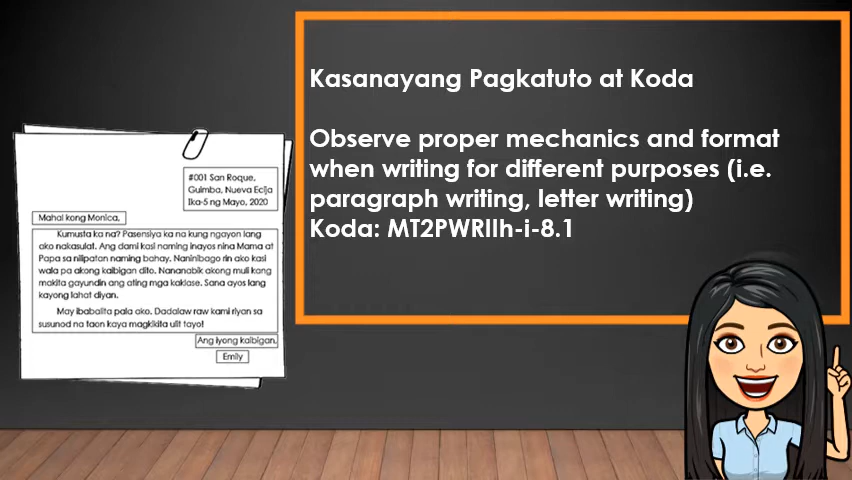 Kasanayang Pagkatuto at Koda
Observe proper mechanics and format
when writing for different purposes (i.e.
paragraph writing, letter writing)
Koda: MT2PWRIIh-i-8.1
#001 San Roque,
Guimba, Nueva Ecija
Ika-5 ng Mayo, 2020
Mahal kong Monica,
Kumusta ka na? Pasensiya ka na kung ngayon lang
ako nakasulat. Ang dami kasi naming inayos nina Mama at
Papa sa nilipatan naming bahay. Naninibago rin ako kasi
wala pa akong kaibigan dito. Nananabik akong muli kang
makita gayundin ang ating mga kaklase. Sana ayos lang
kayong lahat diyan.
May ibabalita pala ako. Dadalaw raw kami riyan sa
susunod na taon kaya magkikita ulit tayo!
Ang iyong kaibigan,
Emily